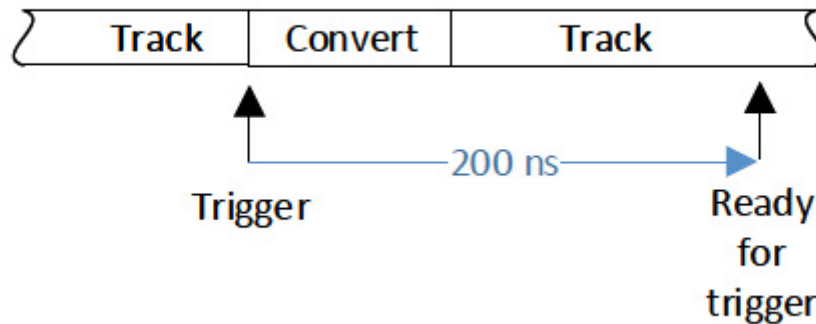 Track Convert Track
200 ns
Trigger
Ready
for
trigger